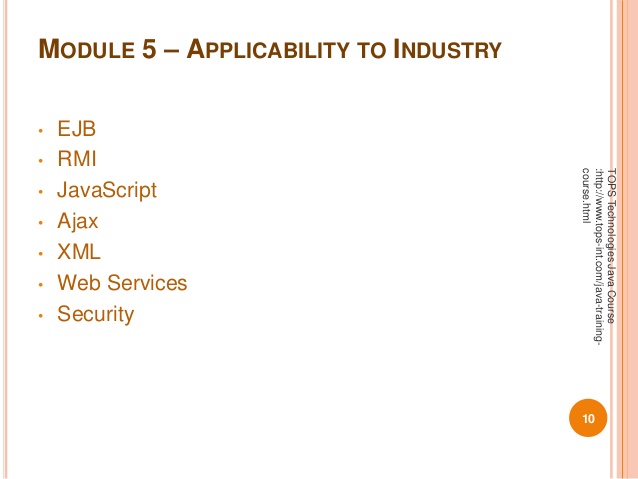 MODULE 5 – APPLICABILITY TO INDUSTRY
• EJB
• RMI
• JavaScript
• Ajax
• XML
• Web Services
• Security
TOPS Technologies Java Course
:http://www.tops-int.com/java-training-
course.html
10